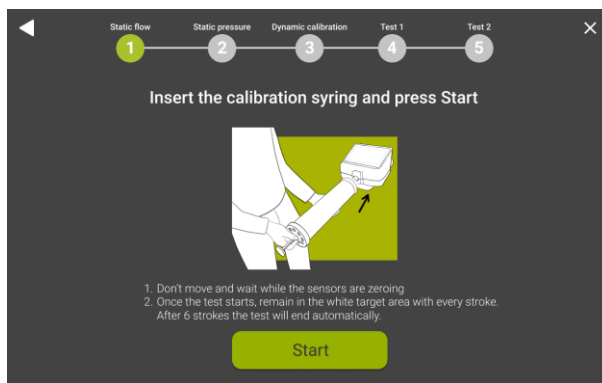 Static flow
Static pressure
Dynamic calibration
Test 1
Test 2
1
2
3
4
5
Insert the calibration syring and press Start
1. Don't move and wait while the sensors are zeroing
2. Once the test starts, remain in the white target area with every stroke.
After 6 strokes the test will end automatically.
Start